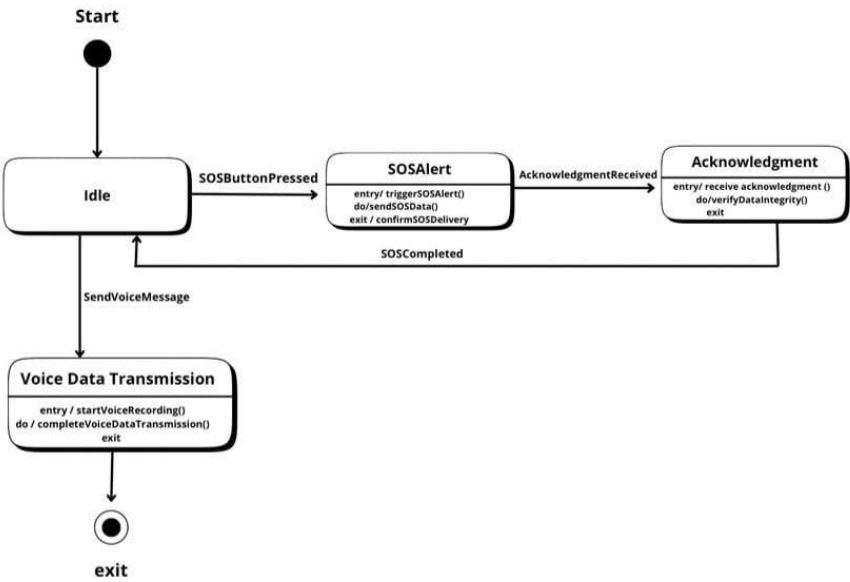 Start
Idle
SOSButtonPressed
SOSAlert
entry/ triggerSOSAlert()
do/sendSOSData()
exit / confirmSOSDelivery
AcknowledgmentReceived
Acknowledgment
entry/ receive acknowledgment ()
do/verifyDataIntegrity()
exit
SOSCompleted
SendVoiceMessage
Voice Data Transmission
entry / startVoiceRecording()
do / completeVoiceDataTransmission()
exit
exit